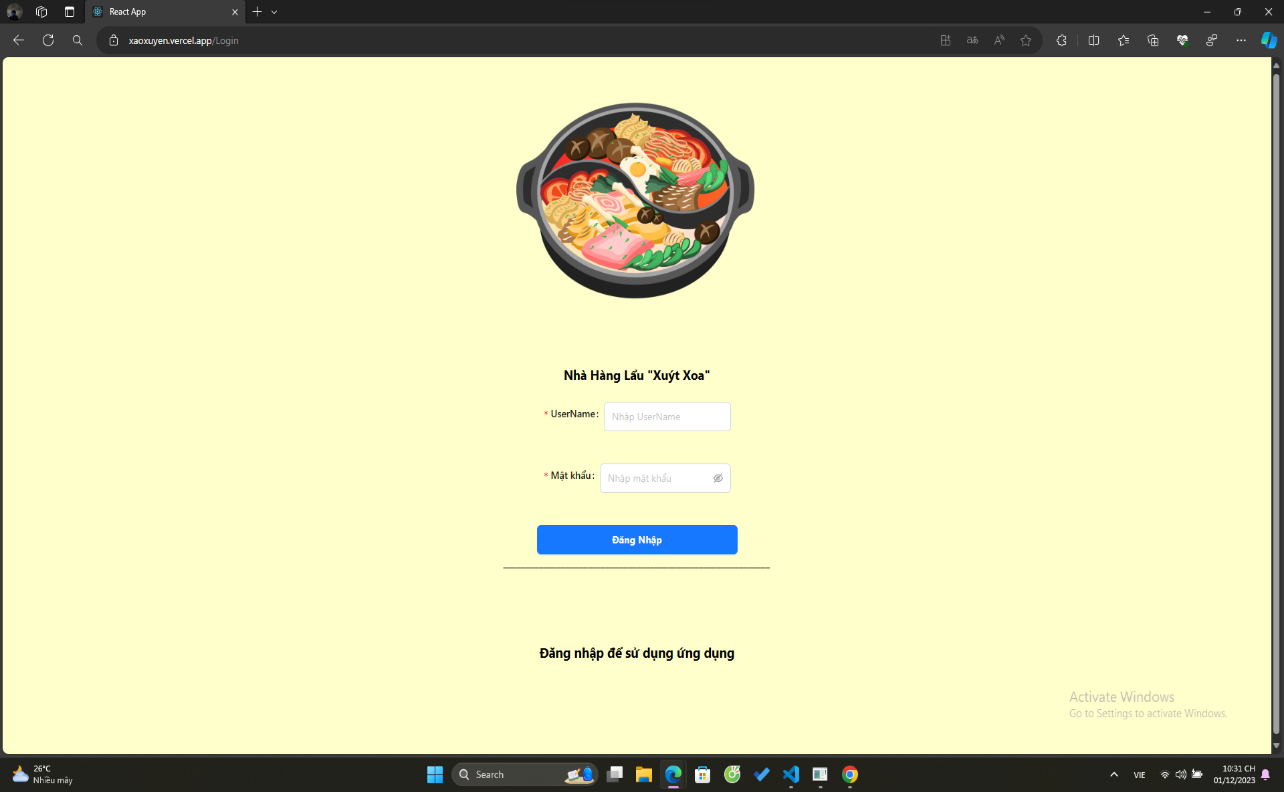 React App
xaoxuyen.vercel.app/Login
Nhà Hàng Lẩu "Xuýt Xoa"
* UserName:
Nhập UserName
* Mật khẩu:
Nhập mật khẩu
Đăng Nhập
Đăng nhập để sử dụng ứng dụng
Activate Windows
Go to Settings to activate Windows.
26°C
Nhiều mây
Search
VIE
10:31 CH
01/12/2023